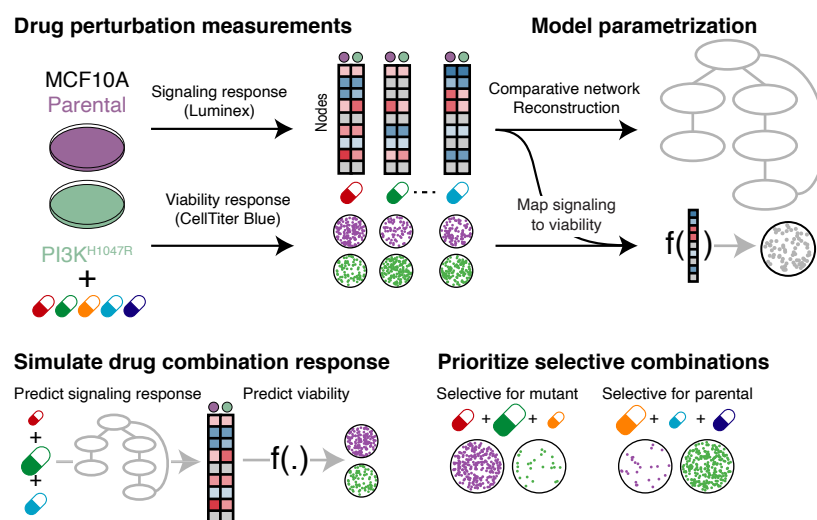 Drug perturbation measurements
Model parametrization
MCF10A
Parental
Signaling response
(Luminex)
Nodes
Comparative network
Reconstruction
Viability response
(CellTiter Blue)
Map signaling
to viability
PI3K^H1047R
+
f( )
Simulate drug combination response
Prioritize selective combinations
Predict signaling response
Predict viability
Selective for mutant
Selective for parental
+
+
f(.)
+ +
+ +